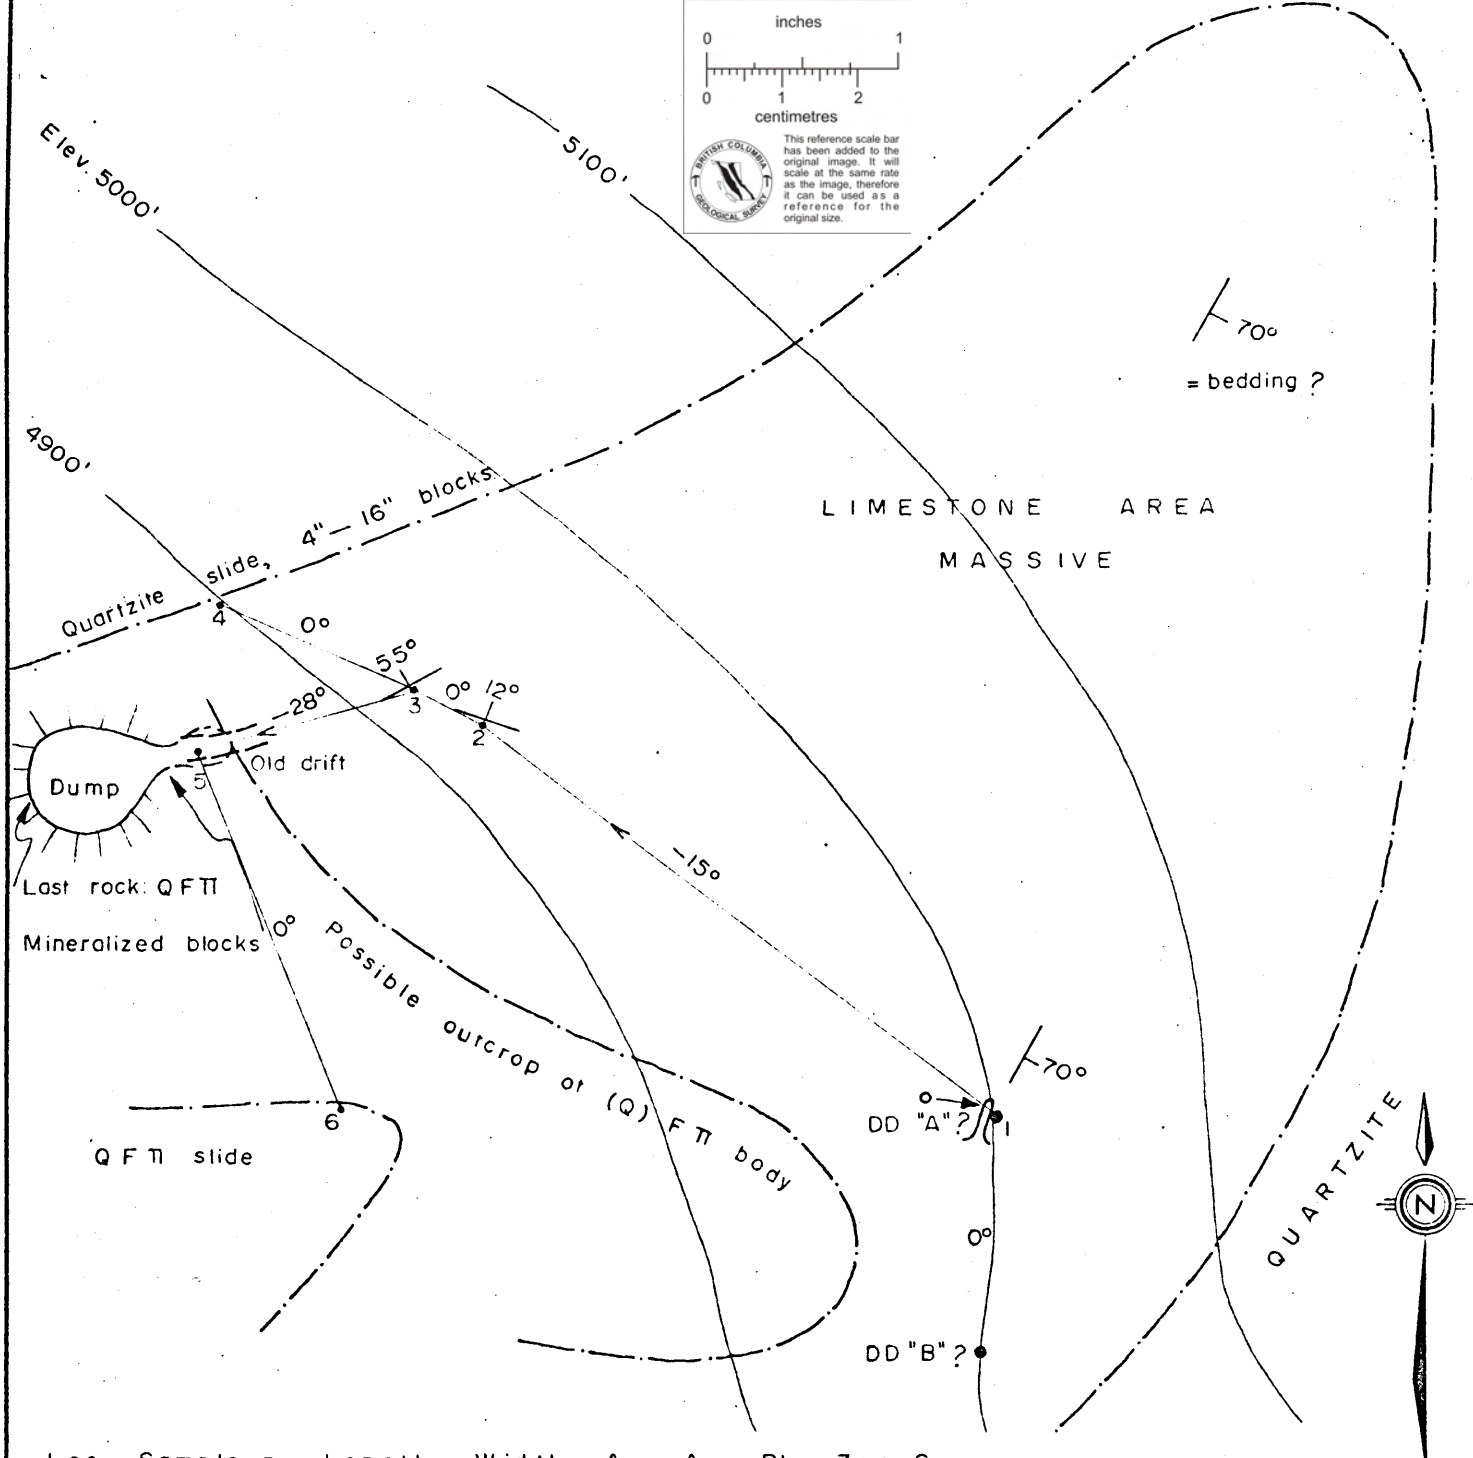 inches
0 1
0 1 2
centimetres
This reference scale bar
has been added to the
original image. It will
scale at the same rate
as the image, therefore
it can be used as a
reference for the
original size.
BRITISH COLUMBIA
GEOLOGICAL SURVEY
5100'
Elev. 5000'
4900'
70°
= bedding ?
Quartzite slide, 4"— 16" blocks
LIMESTONE AREA
MASSIVE
4
0°
55°
3
0° 12°
2
28°
Old drift
5
Dump
-15°
Last rock: QFπ
Mineralized blocks
0°
Possible outcrop of (Q) Fπ body
6
QFπ slide
70°
0
DD "A"?
1
0°
DD "B" ?
QUARTZITE
N